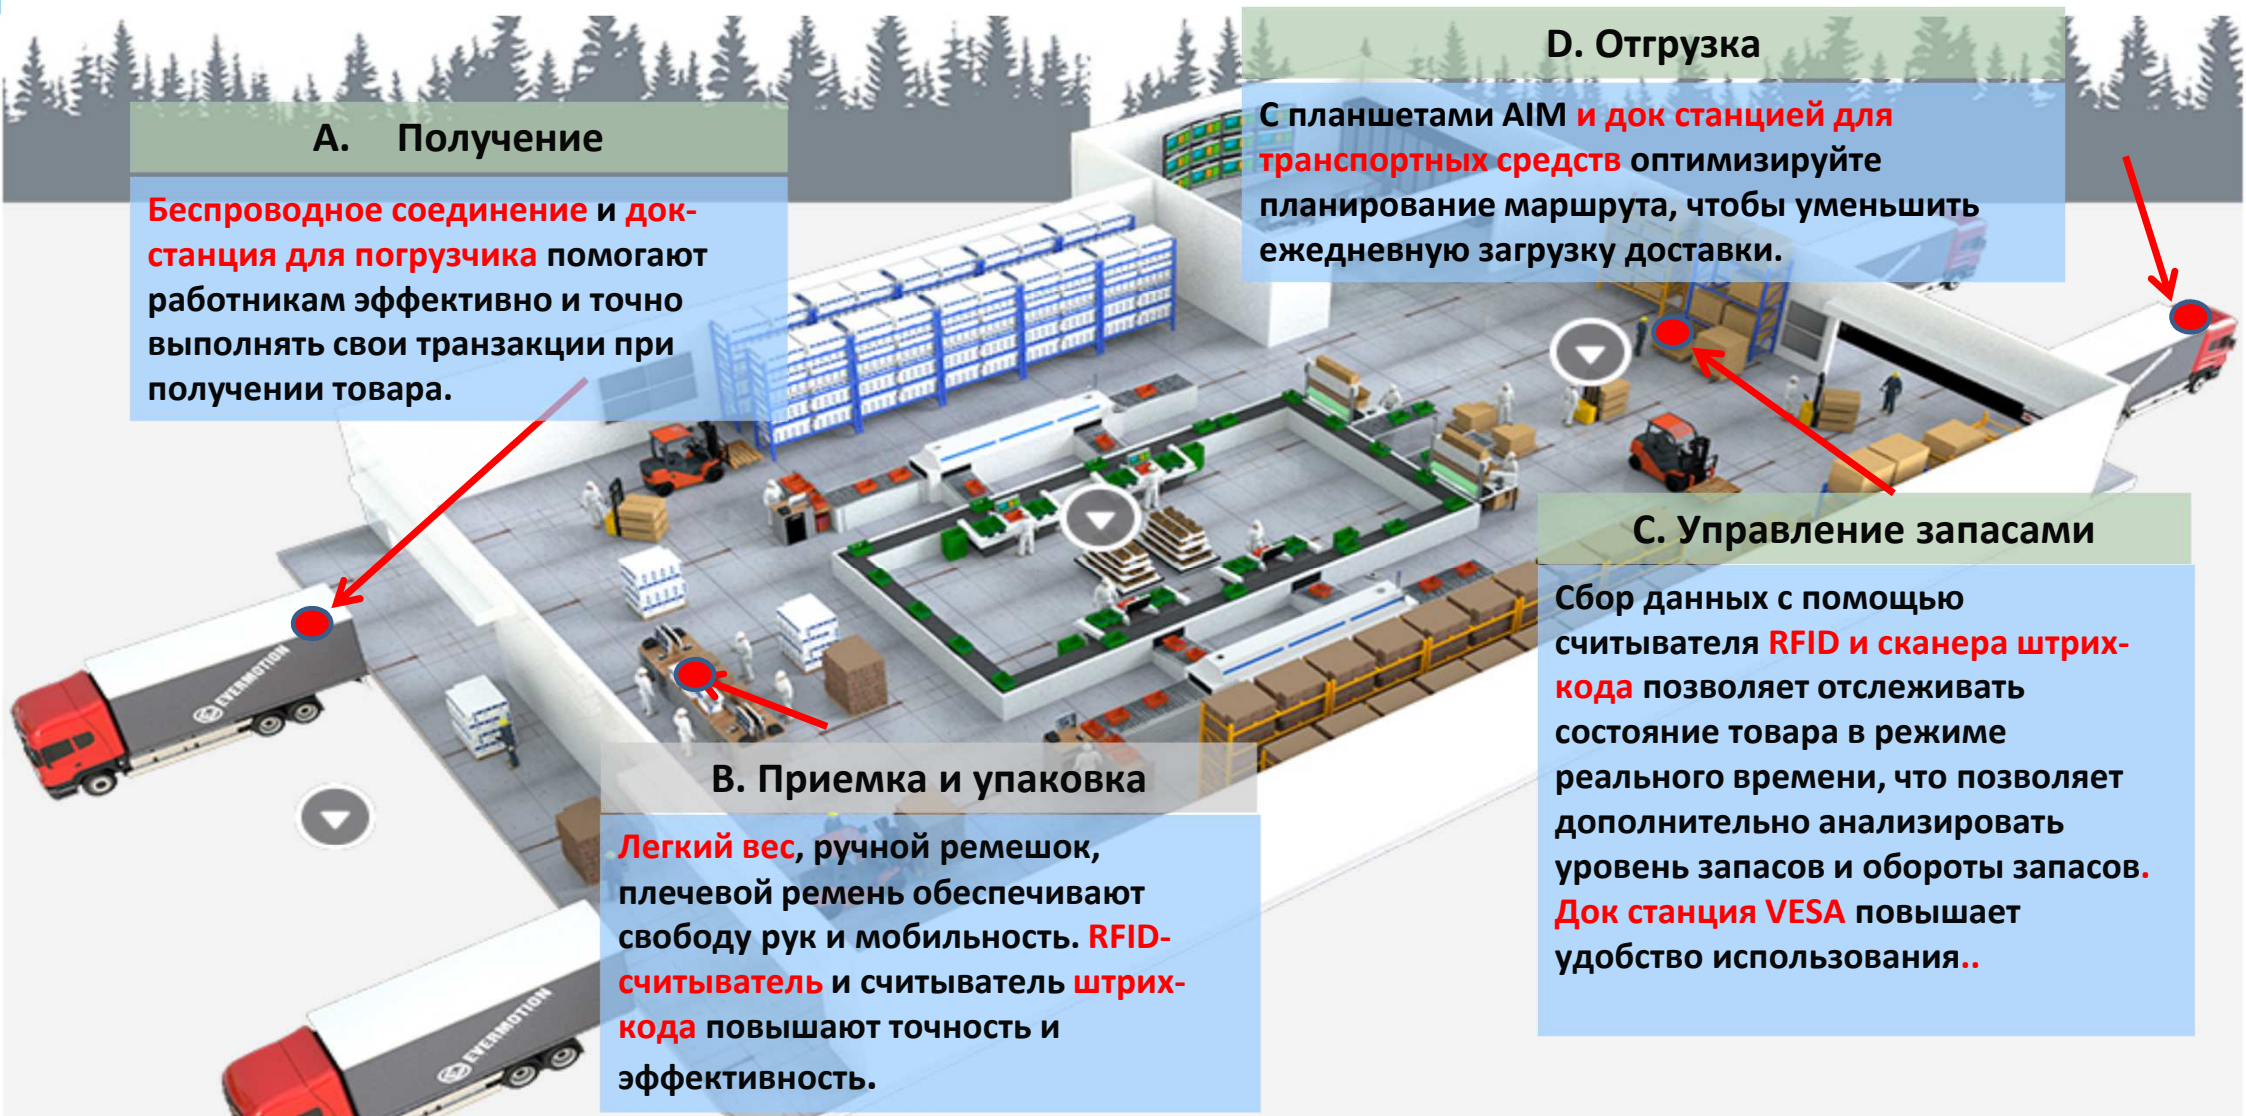 A. Получение
Беспроводное соединение и док-
станция для погрузчика помогают
работникам эффективно и точно
выполнять свои транзакции при
получении товара.
D. Отгрузка
С планшетами AIM и док станцией для
транспортных средств оптимизируйте
планирование маршрута, чтобы уменьшить
ежедневную загрузку доставки.
B. Приемка и упаковка
Легкий вес, ручной ремешок,
плечевой ремень обеспечивают
свободу рук и мобильность. RFID-
считыватель и считыватель штрих-
кода повышают точность и
эффективность.
C. Управление запасами
Сбор данных с помощью
считывателя RFID и сканера штрих-
кода позволяет отслеживать
состояние товара в режиме
реального времени, что позволяет
дополнительно анализировать
уровень запасов и обороты запасов.
Док станция VESA повышает
удобство использования..
EVERMOTION
EVERMOTION